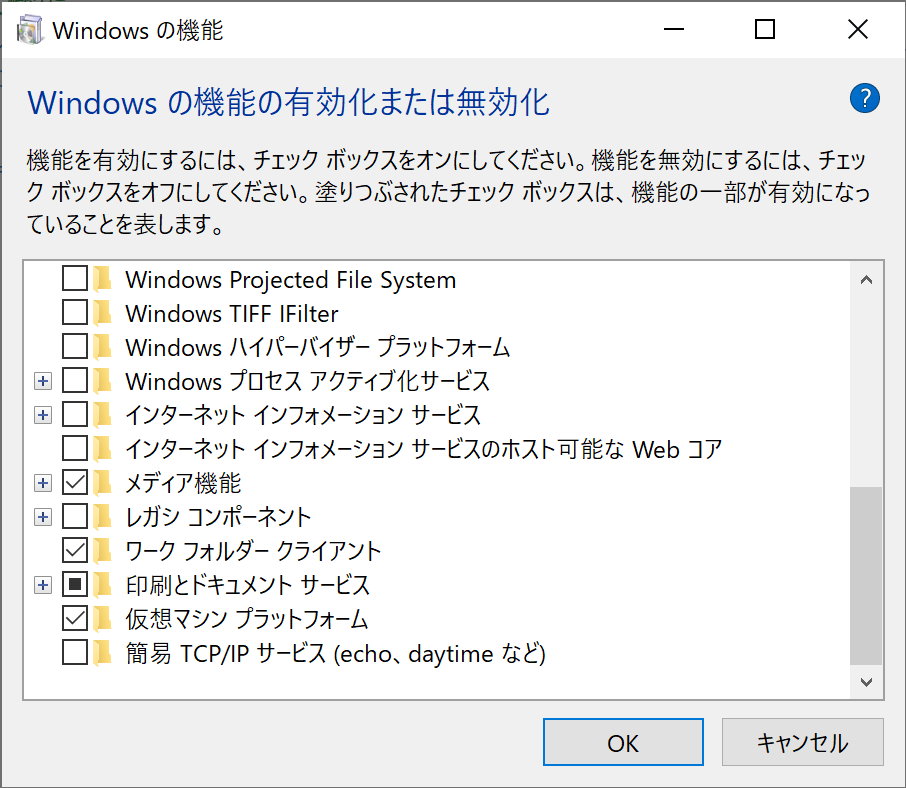 Windows の機能
Windows の機能の有効化または無効化
?
機能を有効にするには、チェック ボックスをオンにしてください。機能を無効にするには、チェッ
ク ボックスをオフにしてください。塗りつぶされたチェック ボックスは、機能の一部が有効になっ
ていることを表します。
Windows Projected File System
Windows TIFF IFilter
Windows ハイパーバイザー プラットフォーム
Windows プロセス アクティブ化サービス
インターネット インフォメーション サービス
インターネット インフォメーション サービスのホスト可能な Web コア
メディア機能
レガシ コンポーネント
ワーク フォルダー クライアント
印刷とドキュメント サービス
仮想マシン プラットフォーム
簡易 TCP/IP サービス (echo、daytime など)
OK
キャンセル